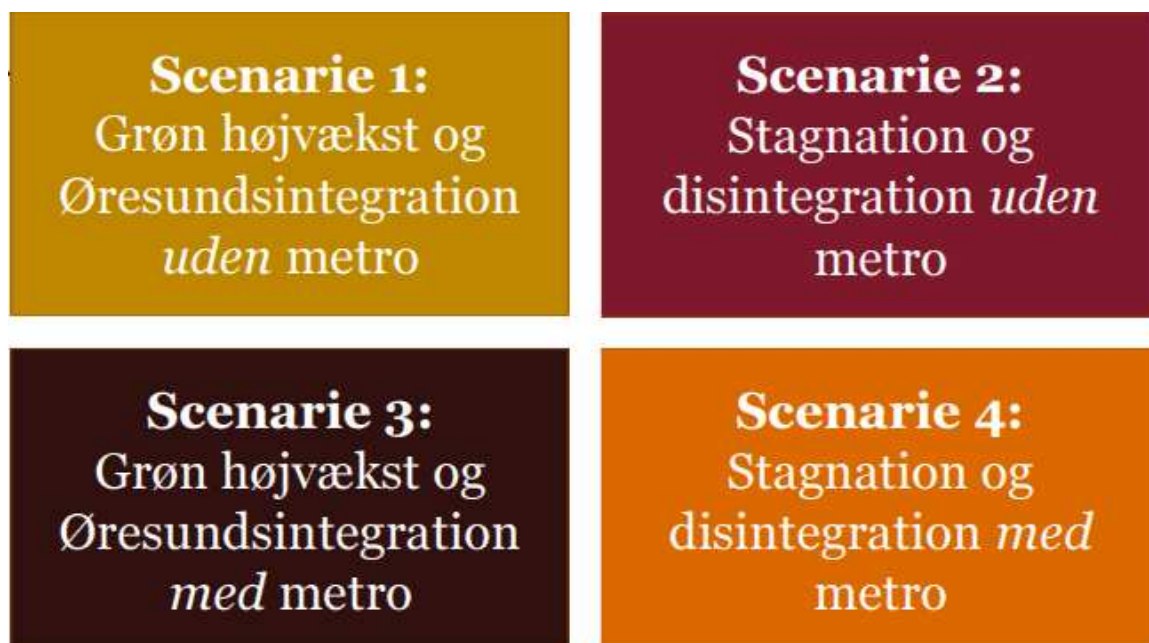 Scenarie 1:
Grøn højvækst og
Øresundsintegration
uden metro
Scenarie 2:
Stagnation og
disintegration uden
metro
Scenarie 3:
Grøn højvækst og
Øresundsintegration
med metro
Scenarie 4:
Stagnation og
disintegration med
metro